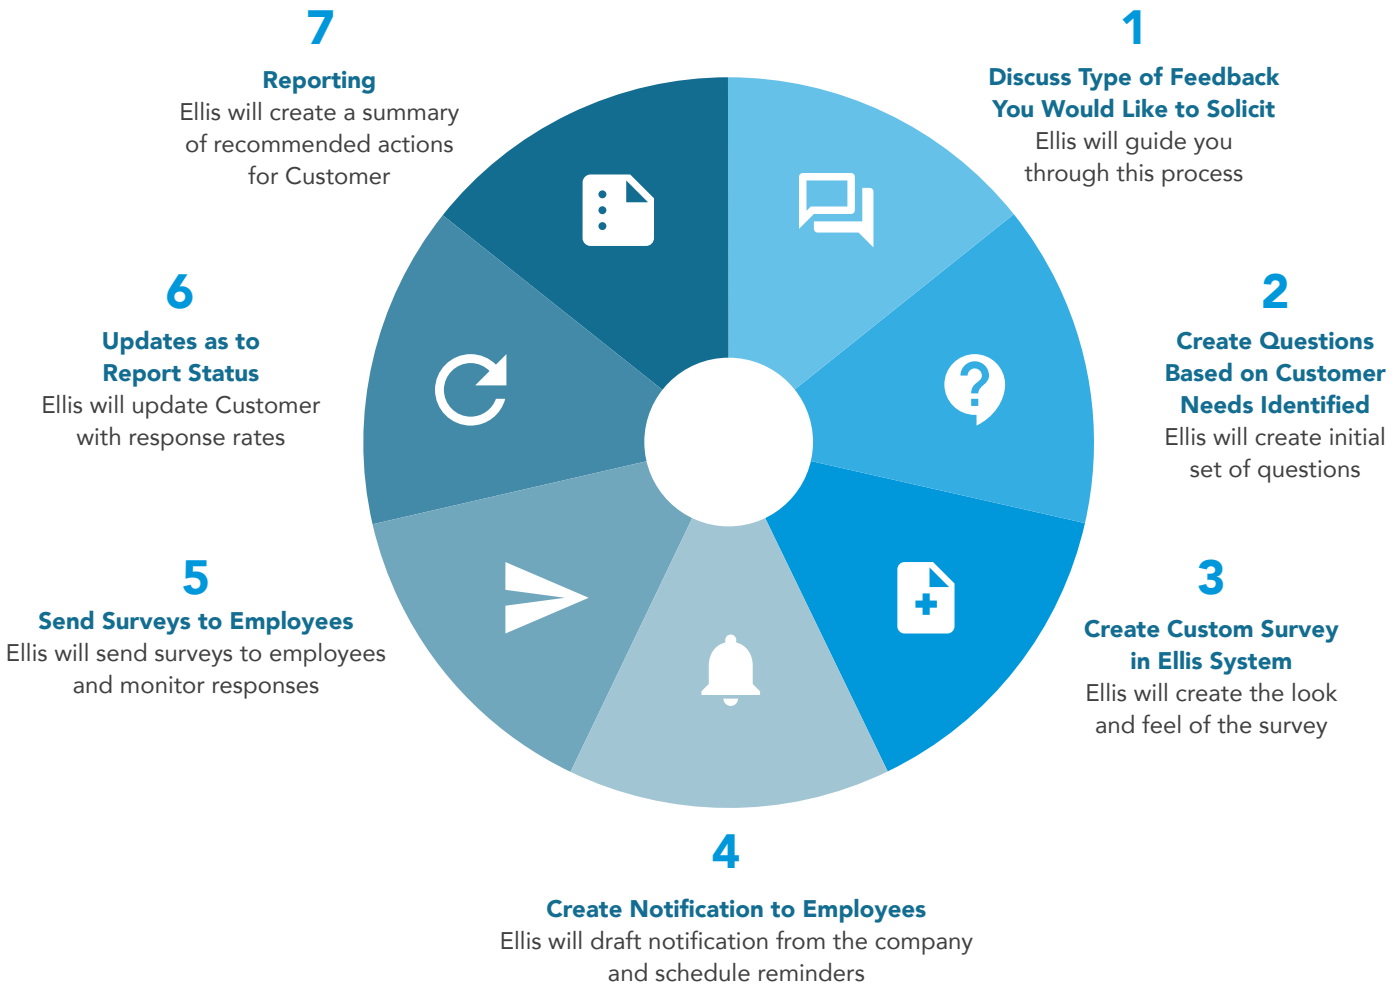 1
Discuss Type of Feedback
You Would Like to Solicit
Ellis will guide you
through this process
2
Create Questions
Based on Customer
Needs Identified
Ellis will create initial
set of questions
3
Create Custom Survey
in Ellis System
Ellis will create the look
and feel of the survey
4
Create Notification to Employees
Ellis will draft notification from the company
and schedule reminders
5
Send Surveys to Employees
Ellis will send surveys to employees
and monitor responses
6
Updates as to
Report Status
Ellis will update Customer
with response rates
7
Reporting
Ellis will create a summary
of recommended actions
for Customer